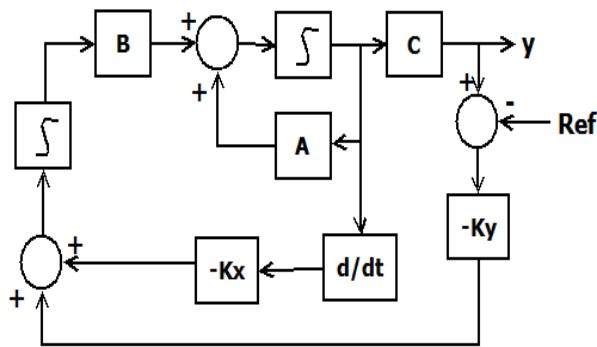 +
B
C
y
+
-
+
Ref
A
-Ky
+
-Kx
d/dt
+